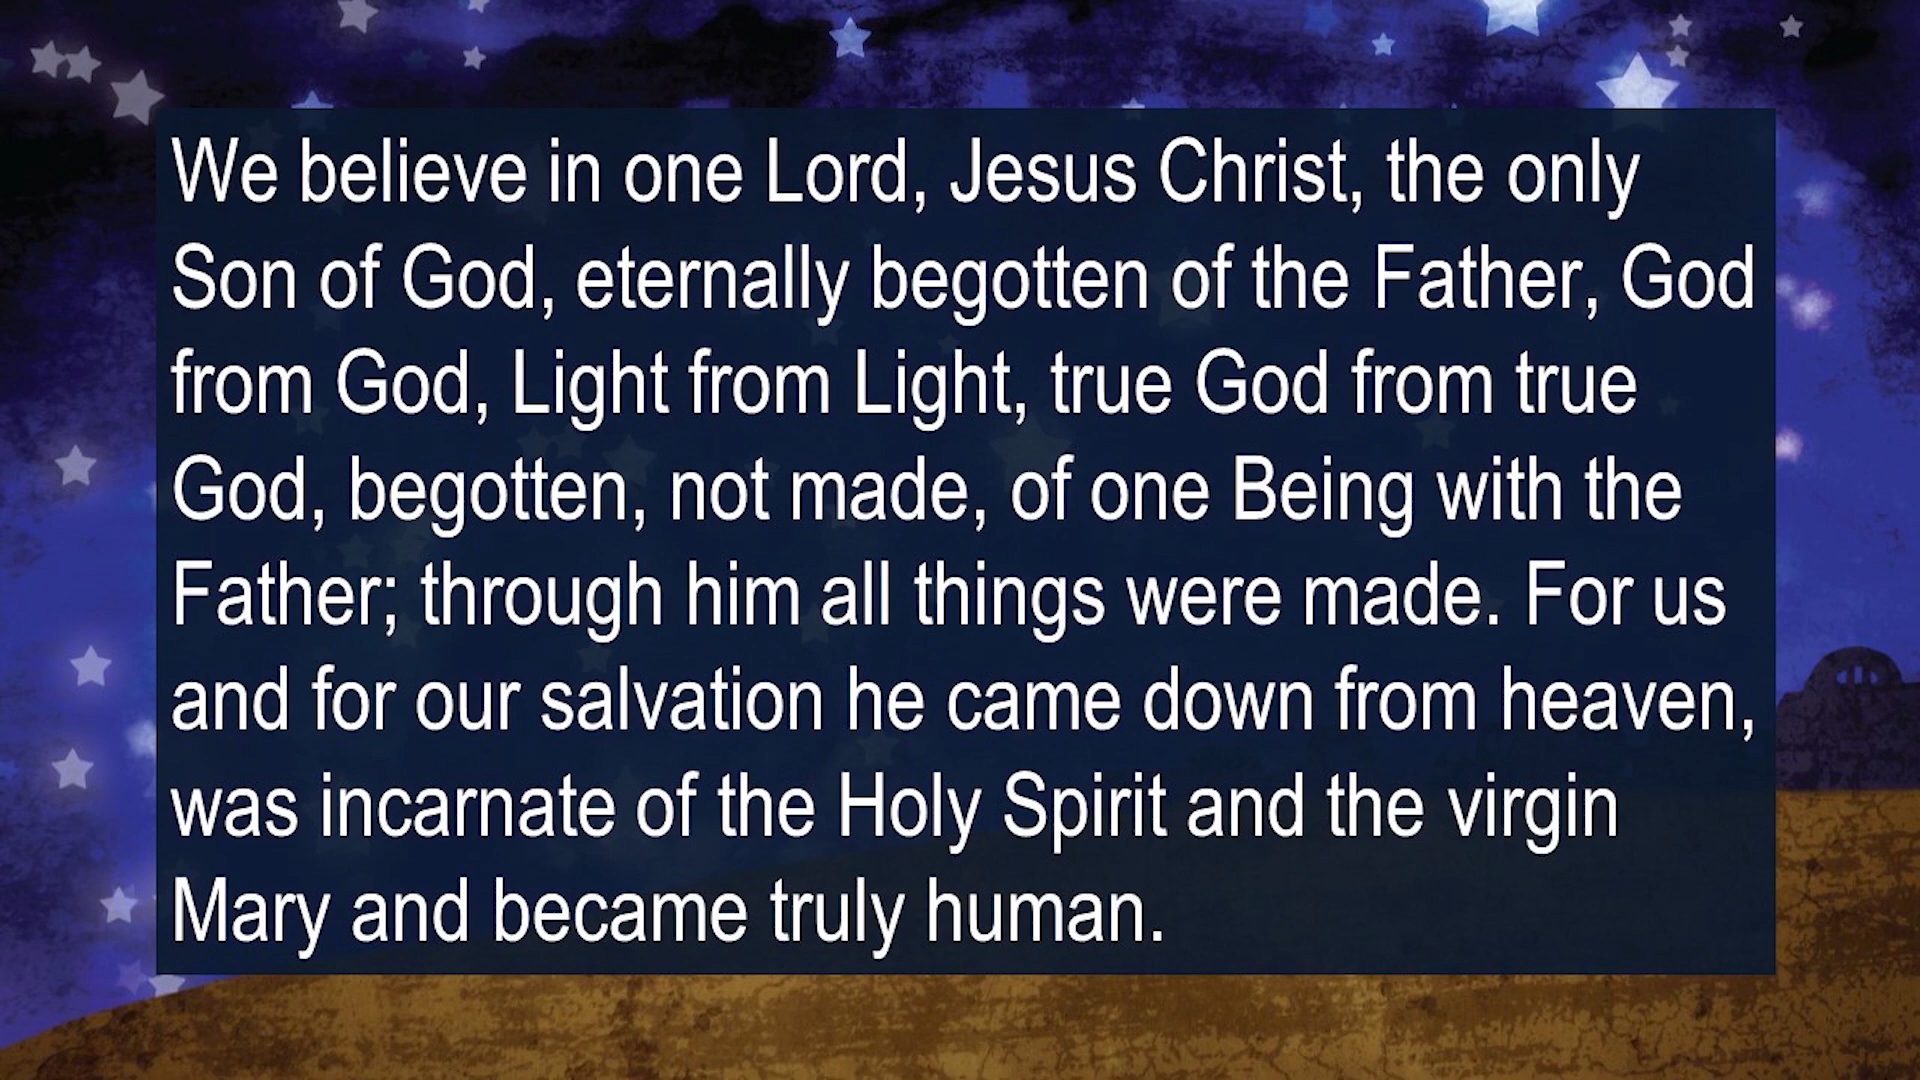 We believe in one Lord, Jesus Christ, the only
Son of God, eternally begotten of the Father, God
from God, Light from Light, true God from true
God, begotten, not made, of one Being with the
Father; through him all things were made. For us
and for our salvation he came down from heaven,
was incarnate of the Holy Spirit and the virgin
Mary and became truly human.